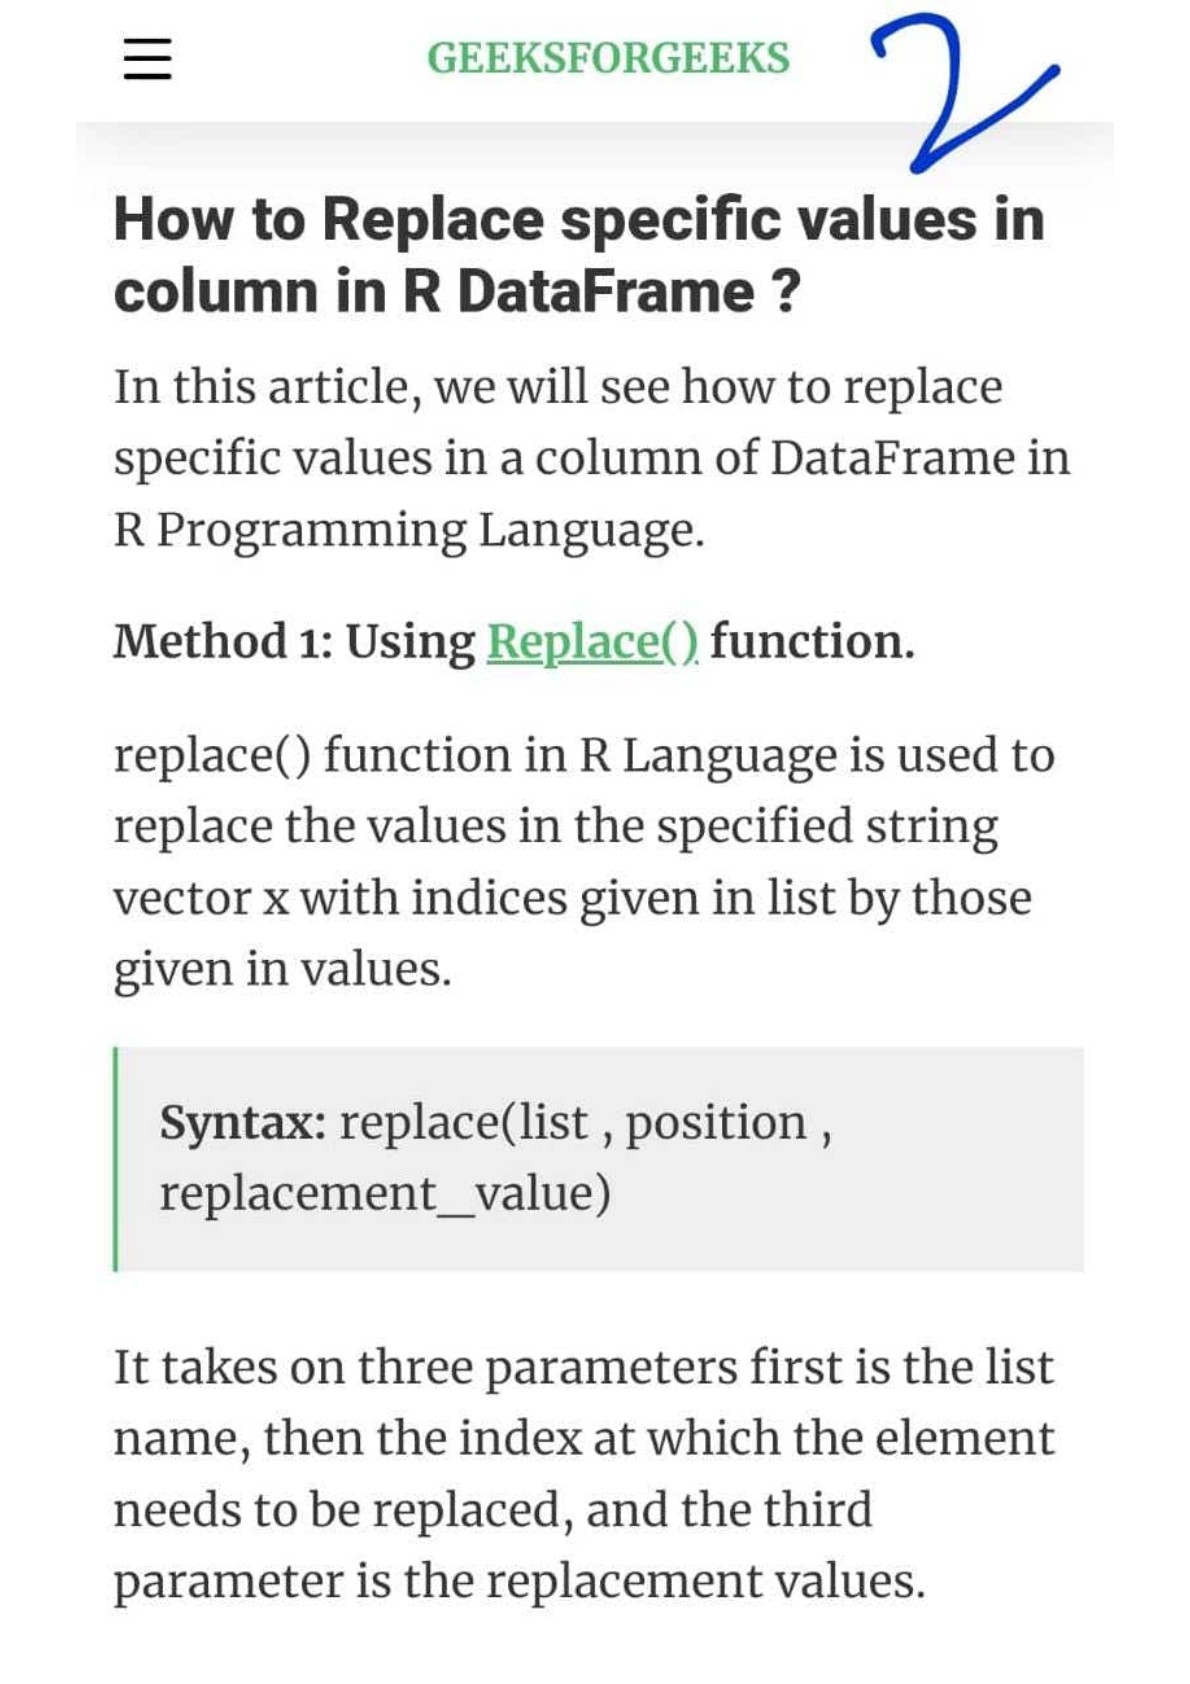 GEEKSFORGEEKS
2
How to Replace specific values in
column in R DataFrame ?
In this article, we will see how to replace
specific values in a column of DataFrame in
R Programming Language.
Method 1: Using Replace() function.
replace() function in R Language is used to
replace the values in the specified string
vector x with indices given in list by those
given in values.
Syntax: replace(list , position ,
replacement_value)
It takes on three parameters first is the list
name, then the index at which the element
needs to be replaced, and the third
parameter is the replacement values.